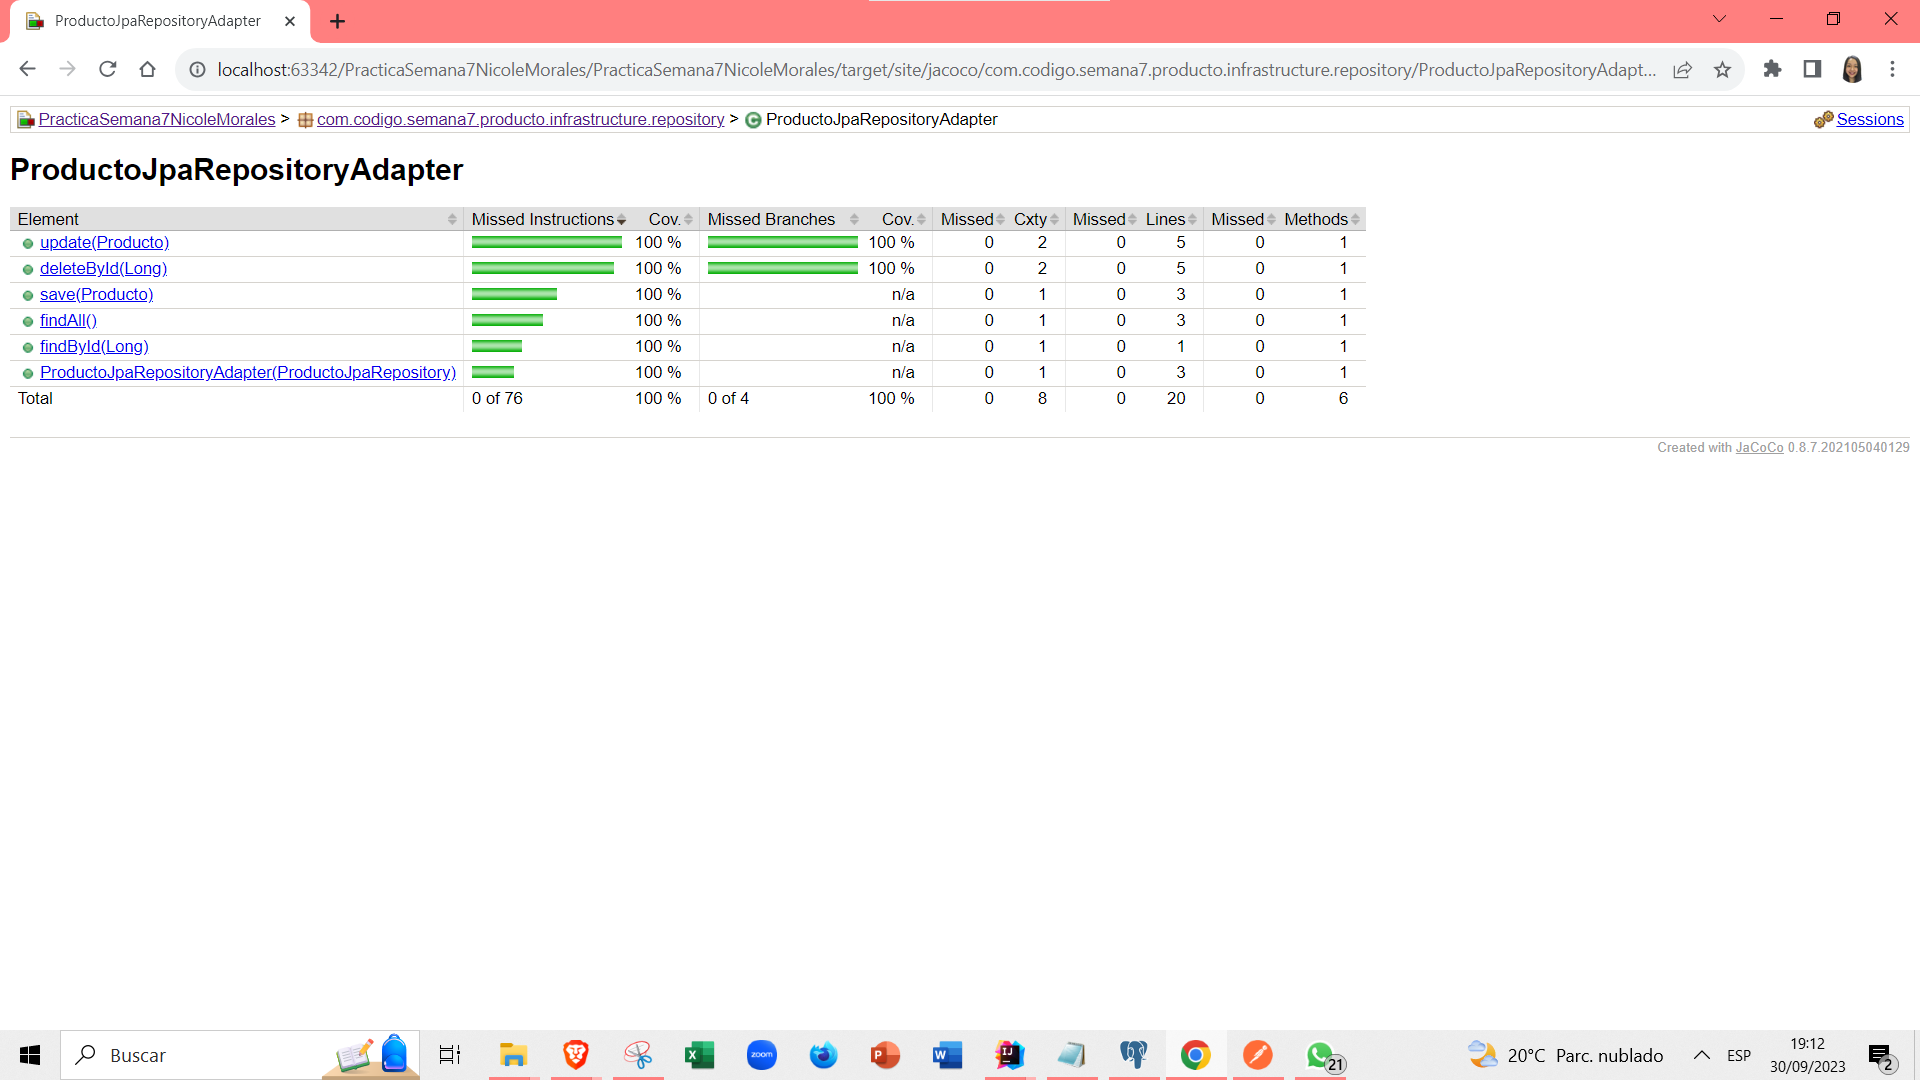 ProductoJpaRepositoryAdapter
localhost:63342/PracticaSemana7NicoleMorales/PracticaSemana7NicoleMorales/target/site/jacoco/com.codigo.semana7.producto.infrastructure.repository/ProductoJpaRepositoryAdapt...
PracticaSemana7NicoleMorales > com.codigo.semana7.producto.infrastructure.repository > ProductoJpaRepositoryAdapter Sessions
ProductoJpaRepositoryAdapter
Element Missed Instructions Cov. Missed Branches Cov. Missed Cxty Missed Lines Missed Methods
update(Producto) 100 % 100 % 0 2 0 5 0 1
deleteById(Long) 100 % 100 % 0 2 0 5 0 1
save(Producto) 100 % n/a 0 1 0 3 0 1
findAll() 100 % n/a 0 1 0 3 0 1
findById(Long) 100 % n/a 0 1 0 1 0 1
ProductoJpaRepositoryAdapter(ProductoJpaRepository) 100 % n/a 0 1 0 3 0 1
Total 0 of 76 100 % 0 of 4 100 % 0 8 0 20 0 6
Created with JaCoCo 0.8.7.202105040129
Buscar
zoom
21
20°C Parc. nublado
ESP
19:12
30/09/2023
2